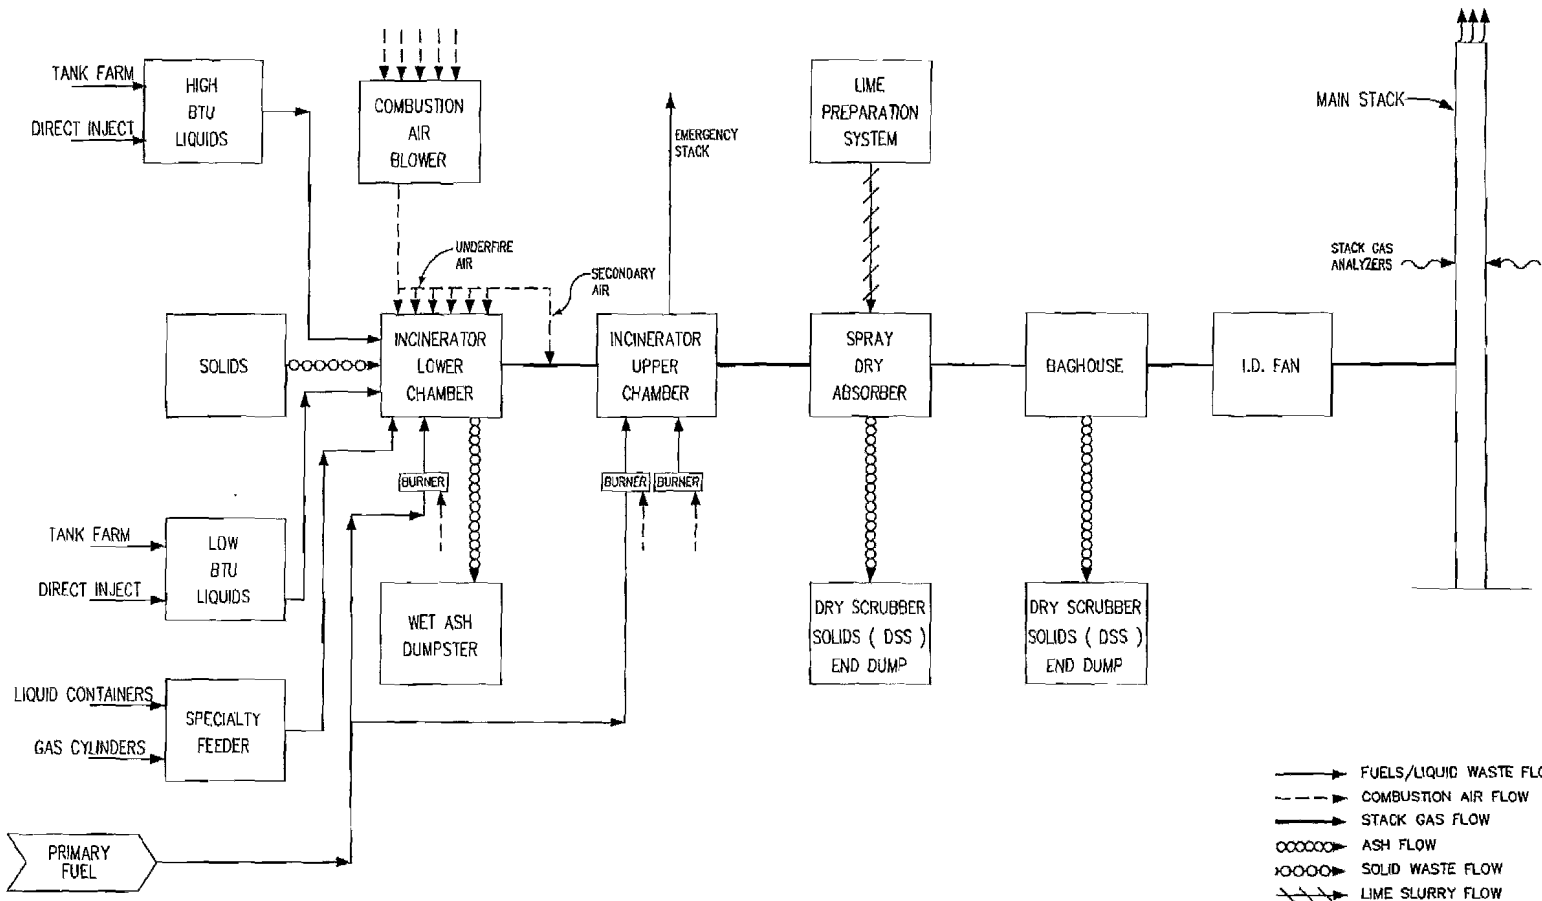 TANK FARM
DIRECT INJECT
HIGH
BTU
LIQUIDS
COMBUSTION
AIR
BLOWER
EMERGENCY
STACK
LIME
PREPARATION
SYSTEM
MAIN STACK
UNDERFIRE
AIR
SECONDARY
AIR
STACK GAS
ANALYZERS
SOLIDS
INCINERATOR
LOWER
CHAMBER
INCINERATOR
UPPER
CHAMBER
SPRAY
DRY
ABSORBER
BAGHOUSE
I.D. FAN
BURNER
BURNER
BURNER
TANK FARM
DIRECT INJECT
LOW
BTU
LIQUIDS
WET ASH
DUMPSTER
DRY SCRUBBER
SOLIDS ( DSS )
END DUMP
DRY SCRUBBER
SOLIDS ( DSS )
END DUMP
LIQUID CONTAINERS
GAS CYLINDERS
SPECIALTY
FEEDER
PRIMARY
FUEL
FUELS/LIQUID WASTE FLO
COMBUSTION AIR FLOW
STACK GAS FLOW
ASH FLOW
SOLID WASTE FLOW
LIME SLURRY FLOW